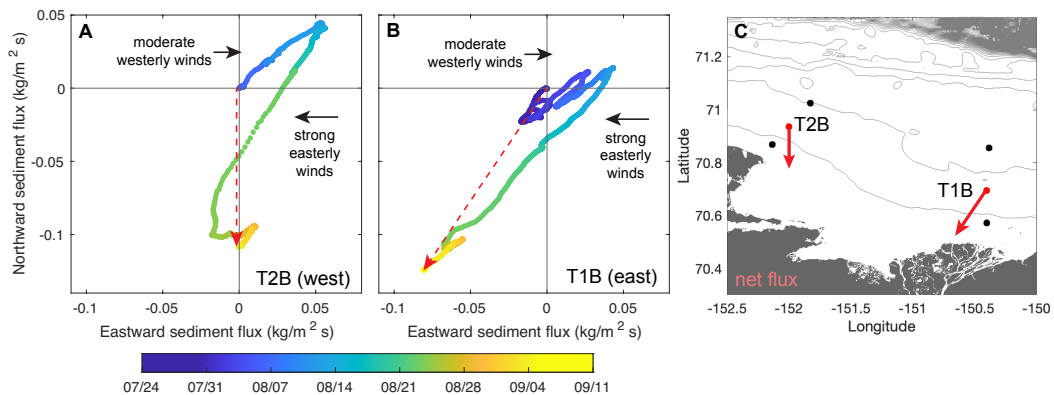 A
moderate
westerly winds
strong
easterly
winds
T2B (west)
Northward sediment flux (kg/m² s)
0.05
0
-0.05
-0.1
-0.1
-0.05
0
0.05
Eastward sediment flux (kg/m² s)
B
moderate
westerly winds
strong
easterly
winds
T1B (east)
-0.1
-0.05
0
0.05
Eastward sediment flux (kg/m² s)
C
T2B
T1B
net flux
Latitude
71.2
71
70.8
70.6
70.4
-152.5
-152
-151.5
-151
-150.5
-150
Longitude
07/24
07/31
08/07
08/14
08/21
08/28
09/04
09/11